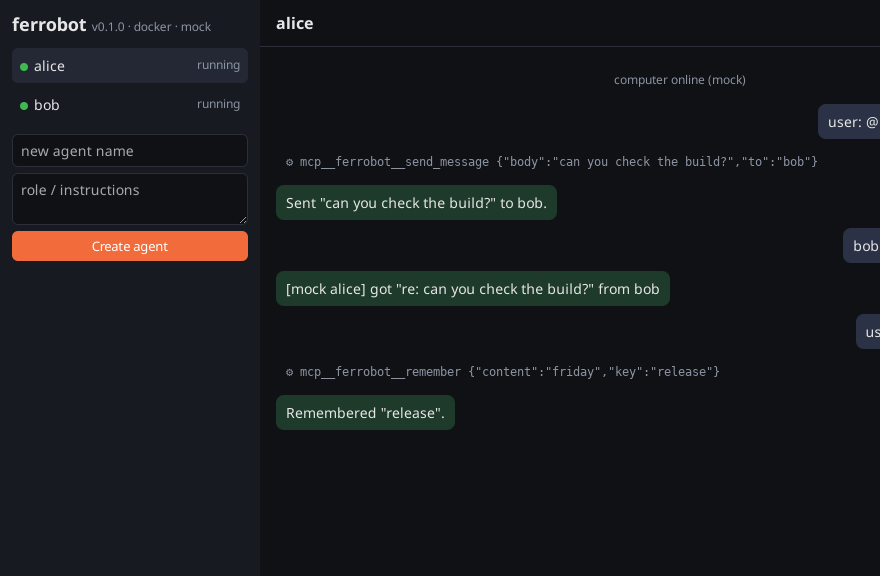 ferrobot v0.1.0 · docker · mock
alice
alice running
computer online (mock)
bob running
user: @
new agent name
⚙ mcp__ferrobot__send_message {"body":"can you check the build?","to":"bob"}
role / instructions
Sent "can you check the build?" to bob.
Create agent
bob
[mock alice] got "re: can you check the build?" from bob
us
⚙ mcp__ferrobot__remember {"content":"friday","key":"release"}
Remembered "release".